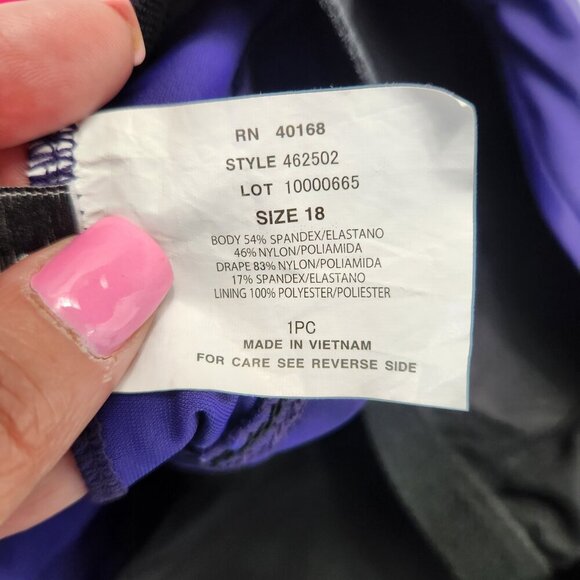 RN 40168
STYLE 462502
LOT 10000665
SIZE 18
BODY 54% SPANDEX/ELASTANO
46% NYLON/POLIAMIDA
DRAPE 83% NYLON/POLIAMIDA
17% SPANDEX/ELASTANO
LINING 100% POLYESTER/POLIESTER
1PC
MADE IN VIETNAM
FOR CARE SEE REVERSE SIDE